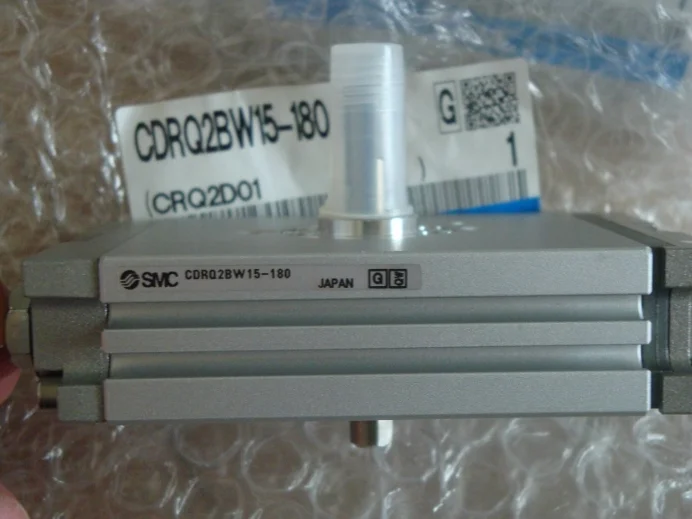 CDRQ2BW15-180
G
1
(CRQ2D01
)
SMC CDRQ2BW15-180 JAPAN G